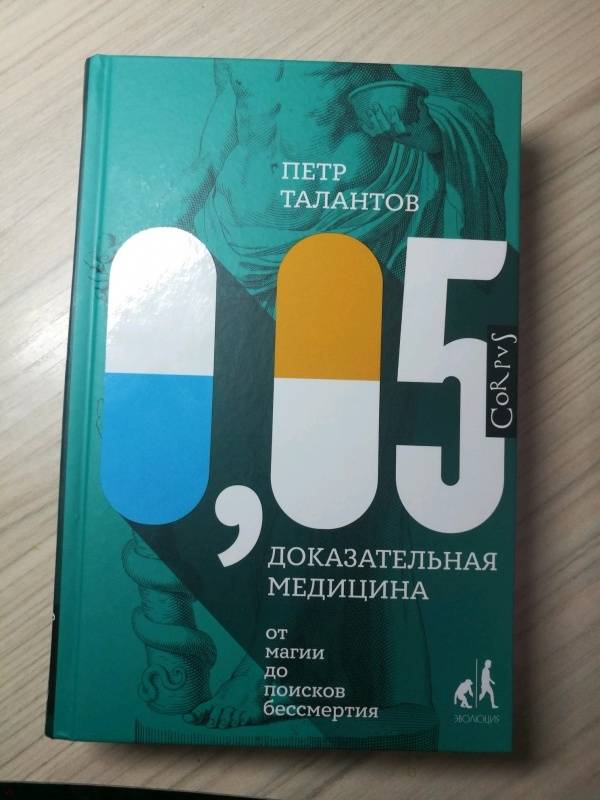 ПЕТР
ТАЛАНТОВ
0,05
CORPVS
ДОКАЗАТЕЛЬНАЯ
МЕДИЦИНА
от
магии
до
поисков
бессмертия
ЭВОЛЮЦИЯ